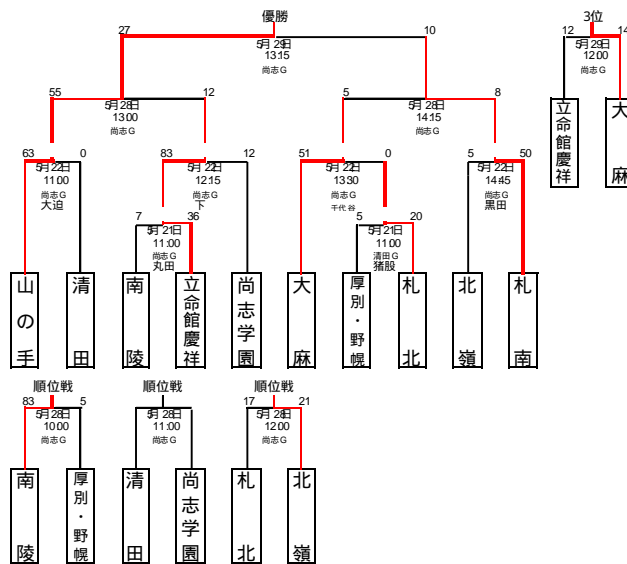 優勝
3位
27 10
5月29日
13:15
尚志G
12 14
5月29日
12:00
尚志G
立命館慶祥
大麻
55 12
5月28日
13:00
尚志G
5 8
5月28日
14:15
尚志G
63 0
5月22日
11:00
尚志G
大迫
83 12
5月22日
12:15
尚志G
下
51 0
5月22日
13:30
尚志G
千代谷
5 50
5月22日
14:45
尚志G
黒田
7 36
5月21日
11:00
尚志G
丸田
5 20
5月21日
11:00
清田G
猪股
山の手
清田
南陵
立命館慶祥
尚志学園
大麻
厚別・野幌
札北
北嶺
札南
順位戦
83 5
5月28日
10:00
尚志G
南陵
厚別・野幌
順位戦
5月28日
11:00
尚志G
清田
尚志学園
順位戦
17 21
5月28日
12:00
尚志G
札北
北嶺